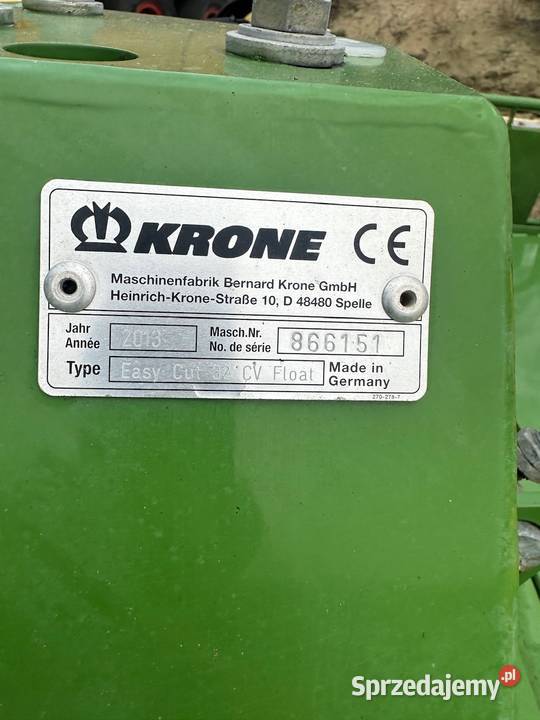 KRONE CE
Maschinenfabrik Bernard Krone GmbH
Heinrich-Krone-Straße 10, D 48480 Spelle
Jahr
Année 2013
Masch.Nr.
No. de série 866151
Type Easy Cut 32 CV Float
Made in
Germany
270-278-7
Sprzedajemy.pl